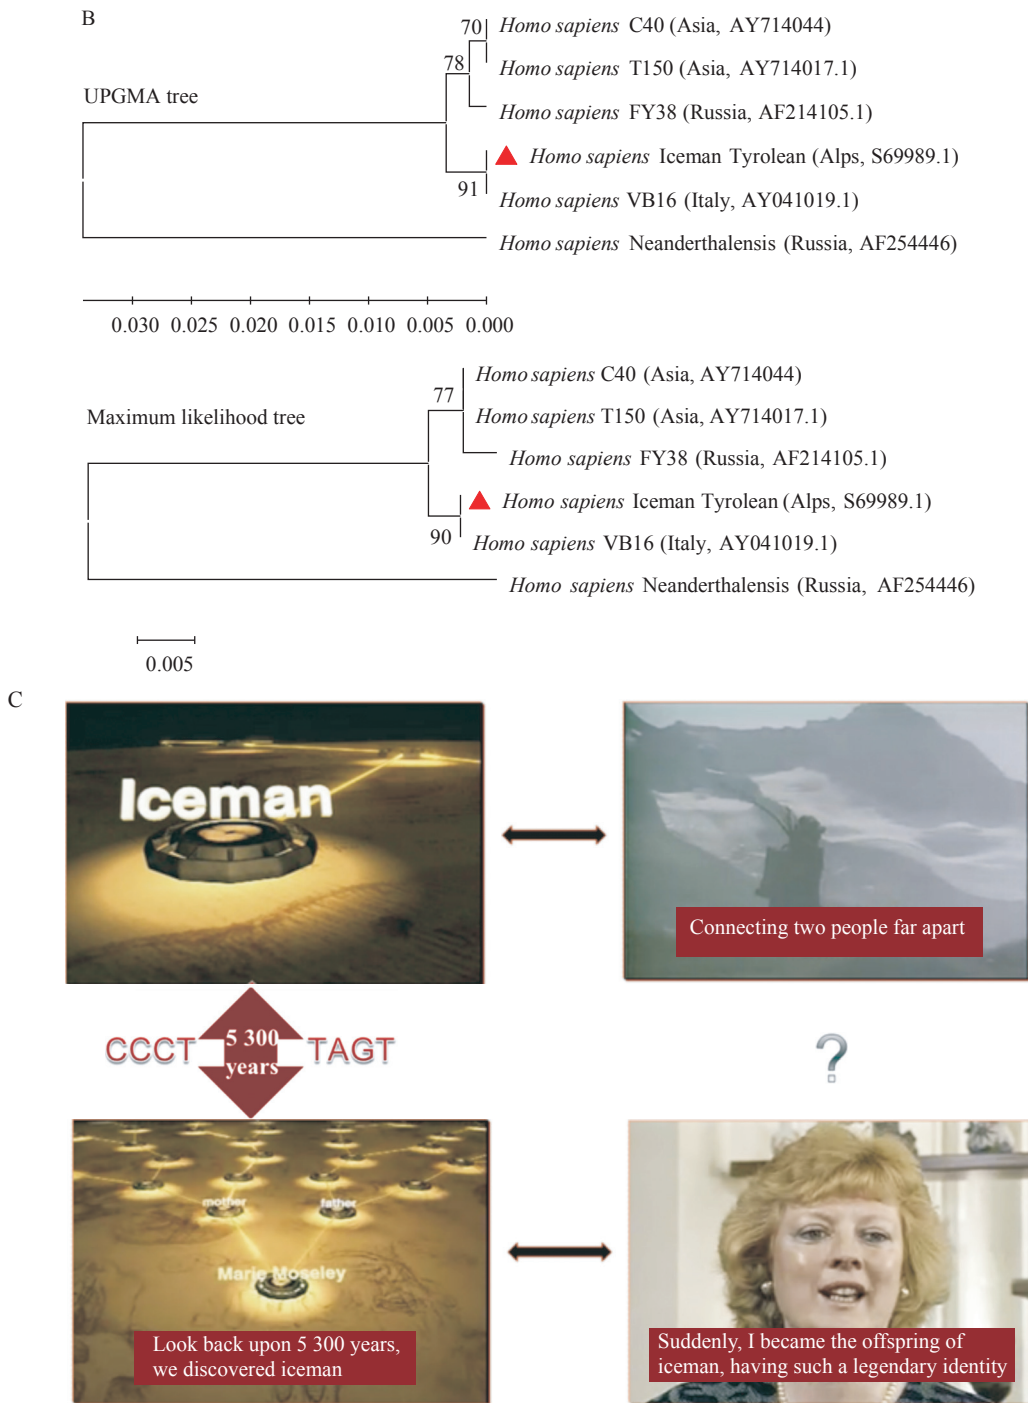 B
70
Homo sapiens C40 (Asia, AY714044)
78
Homo sapiens T150 (Asia, AY714017.1)
UPGMA tree
Homo sapiens FY38 (Russia, AF214105.1)
Homo sapiens Iceman Tyrolean (Alps, S69989.1)
91
Homo sapiens VB16 (Italy, AY041019.1)
Homo sapiens Neanderthalensis (Russia, AF254446)
0.030 0.025 0.020 0.015 0.010 0.005 0.000
Homo sapiens C40 (Asia, AY714044)
77
Maximum likelihood tree
Homo sapiens T150 (Asia, AY714017.1)
Homo sapiens FY38 (Russia, AF214105.1)
Homo sapiens Iceman Tyrolean (Alps, S69989.1)
90
Homo sapiens VB16 (Italy, AY041019.1)
Homo sapiens Neanderthalensis (Russia, AF254446)
0.005
C
Iceman
Connecting two people far apart
CCCT
5 300
years
TAGT
?
mother
father
Marie Moseley
Look back upon 5 300 years,
we discovered iceman
Suddenly, I became the offspring of
iceman, having such a legendary identity